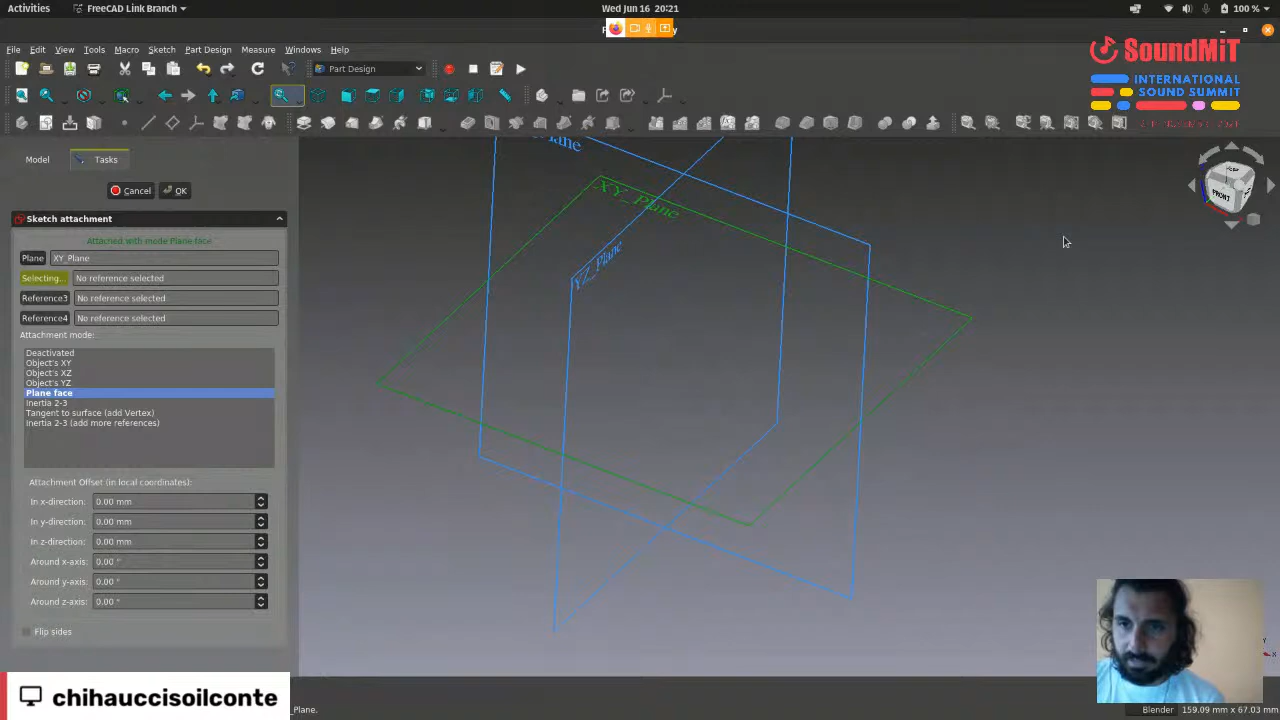 Activities
FreeCAD Link Branch
Wed Jun 16 20:21
100 %
File Edit View Tools Macro Sketch Part Design Measure Windows Help
Part Design
SoundMiT
INTERNATIONAL
SOUND SUMMIT
Model
Tasks
Cancel
OK
Sketch attachment
Attached with mode Plane face
Plane
XY_Plane
Selecting...
No reference selected
Reference3
No reference selected
Reference4
No reference selected
Attachment mode:
Deactivated
Object's XY
Object's XZ
Object's YZ
Plane face
Inertia 2-3
Tangent to surface (add Vertex)
Inertia 2-3 (add more references)
Attachment Offset (in local coordinates):
In x-direction:
0.00 mm
In y-direction:
0.00 mm
In z-direction:
0.00 mm
Around x-axis:
0.00 °
Around y-axis:
0.00 °
Around z-axis:
0.00 °
Flip sides
XY_Plane
YZ_Plane
FRONT
chihauccisoilconte
_Plane.
Blender
159.09 mm x 67.03 mm